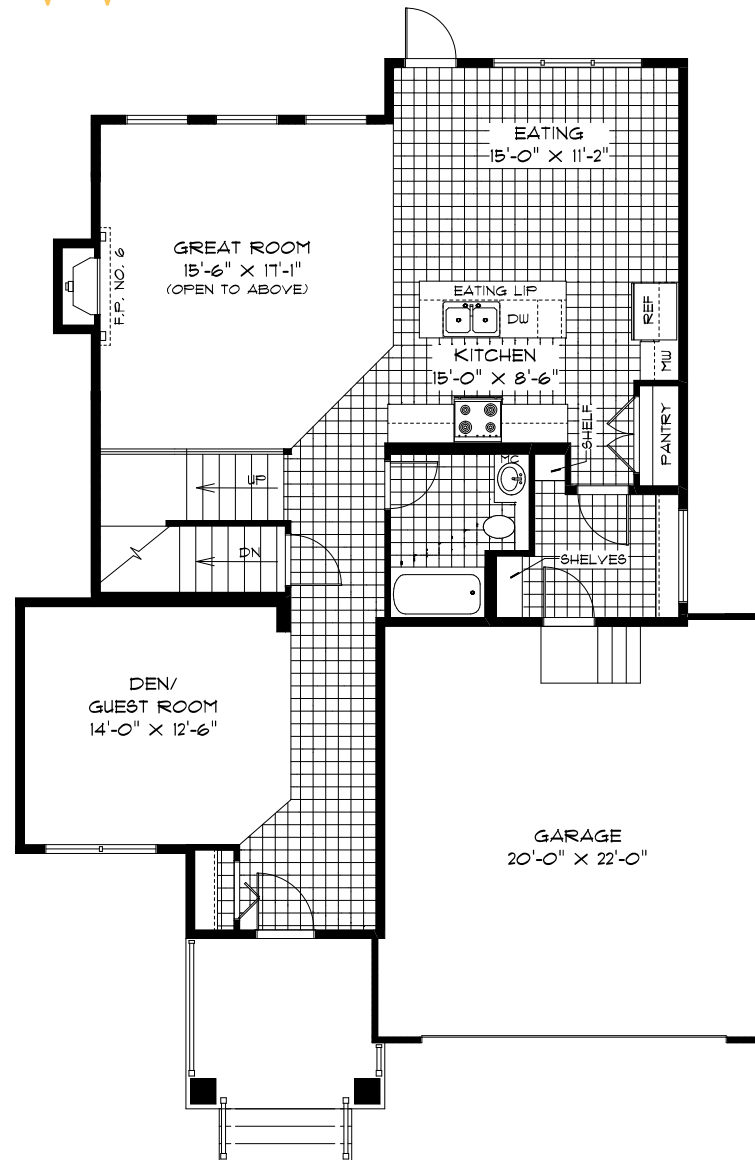 EATING
15'-0" X 11'-2"
GREAT ROOM
15'-6" X 17'-1"
(OPEN TO ABOVE)
F.P. NO. 6
EATING LIP
DW
REF
MW
KITCHEN
15'-0" X 8'-6"
SHELF
PANTRY
MC
UP
DN
SHELVES
DEN/
GUEST ROOM
14'-0" X 12'-6"
GARAGE
20'-0" X 22'-0"